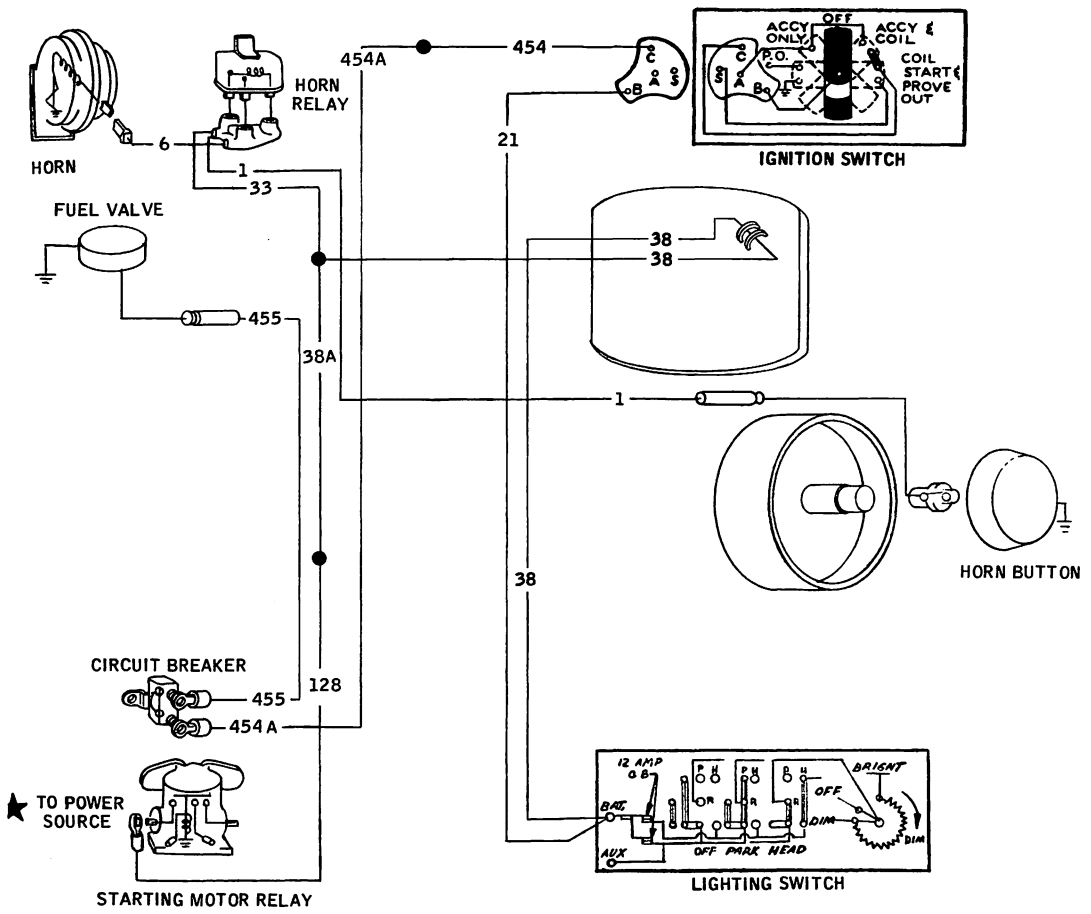 454A
454
HORN
RELAY
6
1
33
HORN
C
A
S
B
OFF
ACCY
ONLY
ACCY &
COIL
P.O.
C
S
A
B
COIL
START &
PROVE
OUT
21
IGNITION SWITCH
FUEL VALVE
38
38
455
38A
1
38
HORN BUTTON
CIRCUIT BREAKER
455
128
454A
★ TO POWER
SOURCE
STARTING MOTOR RELAY
12 AMP
C B
P H
P H
D H
BRIGHT
OFF
BAT.
R
R
R
DIM
DIM
AUX
OFF PARK HEAD
LIGHTING SWITCH